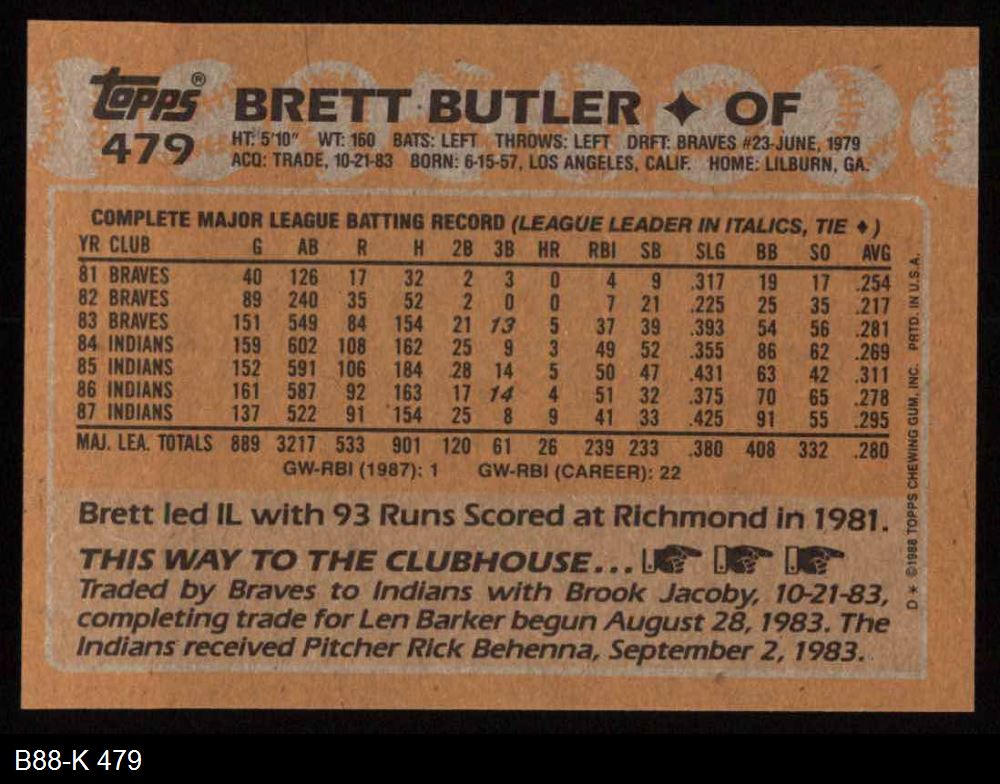 topps® BRETT BUTLER ✦ OF
479 HT: 5'10" WT: 160 BATS: LEFT THROWS: LEFT DRFT: BRAVES #23-JUNE, 1979
ACQ: TRADE, 10-21-83 BORN: 6-15-57, LOS ANGELES, CALIF. HOME: LILBURN, GA.
COMPLETE MAJOR LEAGUE BATTING RECORD (LEAGUE LEADER IN ITALICS, TIE ♦)
YR CLUB G AB R H 2B 3B HR RBI SB SLG BB SO AVG
81 BRAVES 40 126 17 32 2 3 0 4 9 .317 19 17 .254
82 BRAVES 89 240 35 52 2 0 0 7 21 .225 25 35 .217
83 BRAVES 151 549 84 154 21 13 5 37 39 .393 54 56 .281
84 INDIANS 159 602 108 162 25 9 3 49 52 .355 86 62 .269
85 INDIANS 152 591 106 184 28 14 5 50 47 .431 63 42 .311
86 INDIANS 161 587 92 163 17 14 4 51 32 .375 70 65 .278
87 INDIANS 137 522 91 154 25 8 9 41 33 .425 91 55 .295
MAJ. LEA. TOTALS 889 3217 533 901 120 61 26 239 233 .380 408 332 .280
GW-RBI (1987): 1 GW-RBI (CAREER): 22
Brett led IL with 93 Runs Scored at Richmond in 1981.
THIS WAY TO THE CLUBHOUSE...
Traded by Braves to Indians with Brook Jacoby, 10-21-83,
completing trade for Len Barker begun August 28, 1983. The
Indians received Pitcher Rick Behenna, September 2, 1983.
D* ©1988 TOPPS CHEWING GUM, INC. PRTD. IN U.S.A.
B88-K 479